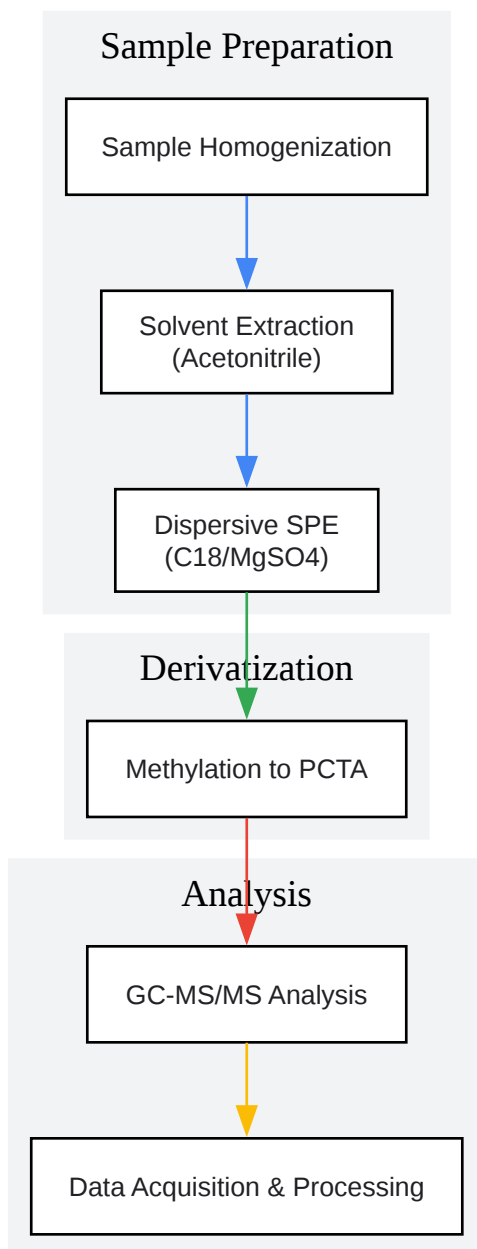 Sample Preparation
Sample Homogenization
Solvent Extraction
(Acetonitrile)
Dispersive SPE
(C18/MgSO4)
Derivatization
Methylation to PCTA
Analysis
GC-MS/MS Analysis
Data Acquisition & Processing